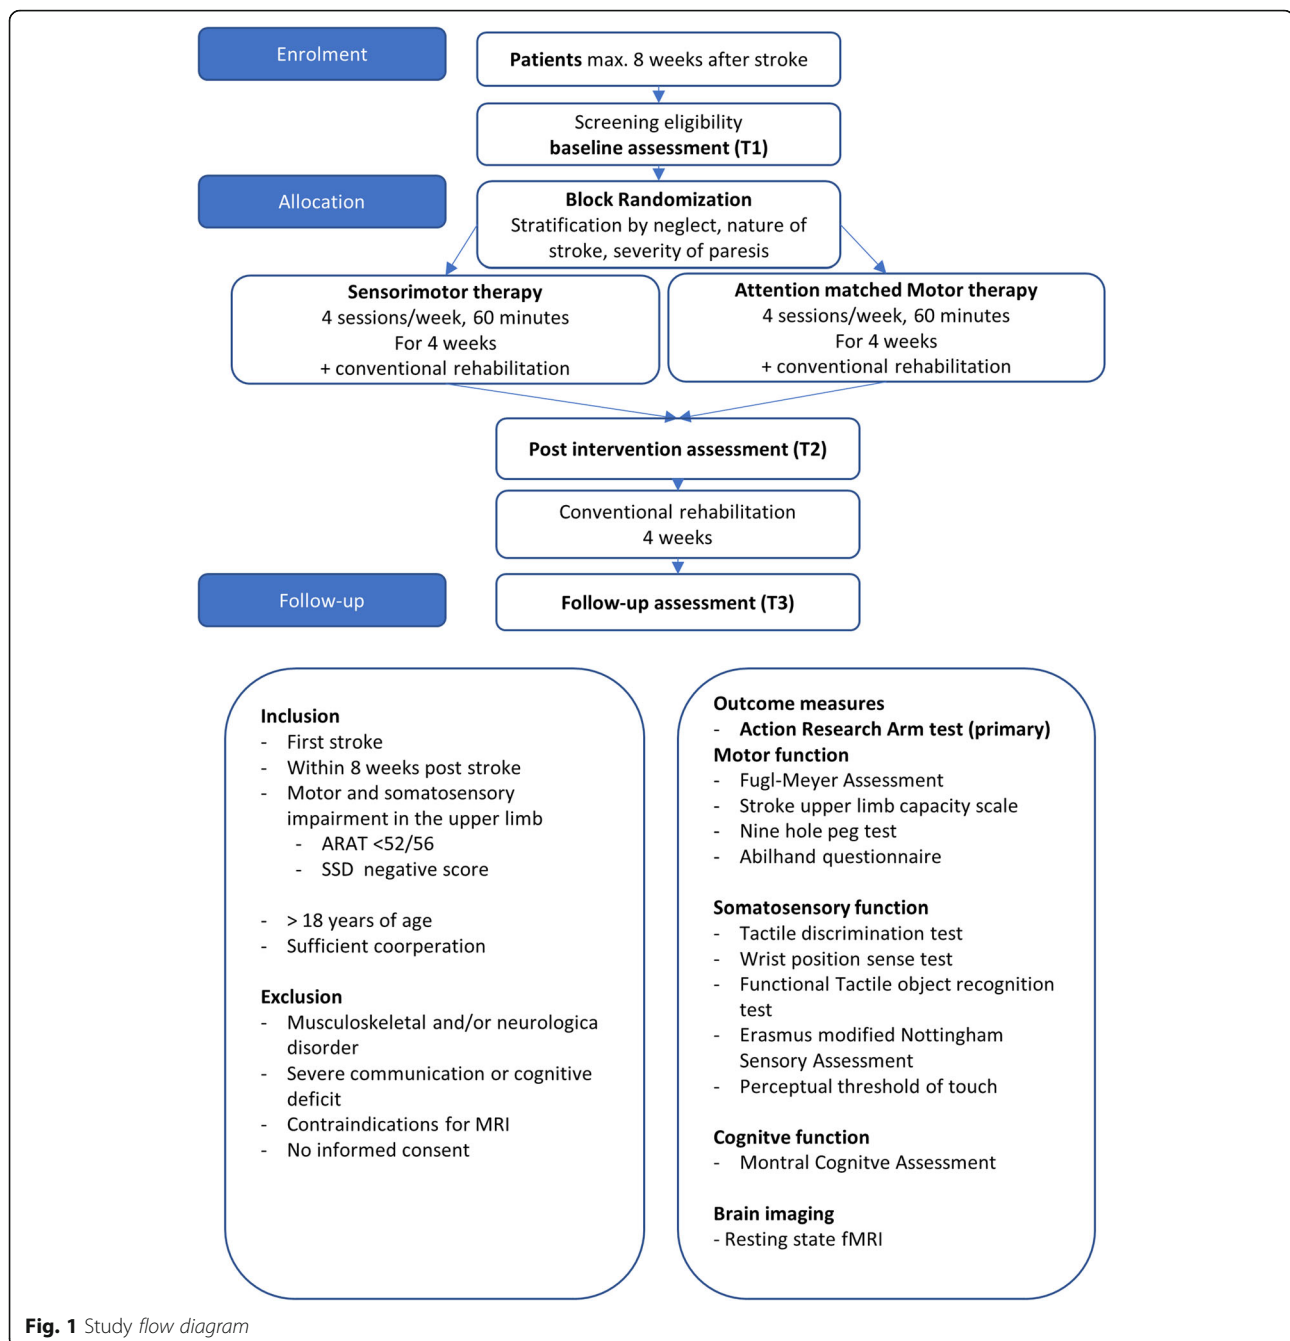 Enrolment
Patients max. 8 weeks after stroke
Screening eligibility
baseline assessment (T1)
Allocation
Block Randomization
Stratification by neglect, nature of
stroke, severity of paresis
Sensorimotor therapy
4 sessions/week, 60 minutes
For 4 weeks
+ conventional rehabilitation
Attention matched Motor therapy
4 sessions/week, 60 minutes
For 4 weeks
+ conventional rehabilitation
Post intervention assessment (T2)
Conventional rehabilitation
4 weeks
Follow-up
Follow-up assessment (T3)
Inclusion
- First stroke
- Within 8 weeks post stroke
- Motor and somatosensory
impairment in the upper limb
- ARAT <52/56
- SSD negative score
- > 18 years of age
- Sufficient coorperation
Exclusion
- Musculoskeletal and/or neurologica
disorder
- Severe communication or cognitive
deficit
- Contraindications for MRI
- No informed consent
Outcome measures
- Action Research Arm test (primary)
Motor function
- Fugl-Meyer Assessment
- Stroke upper limb capacity scale
- Nine hole peg test
- Abilhand questionnaire
Somatosensory function
- Tactile discrimination test
- Wrist position sense test
- Functional Tactile object recognition
test
- Erasmus modified Nottingham
Sensory Assessment
- Perceptual threshold of touch
Cognitve function
- Montral Cognitve Assessment
Brain imaging
- Resting state fMRI
Fig. 1 Study flow diagram